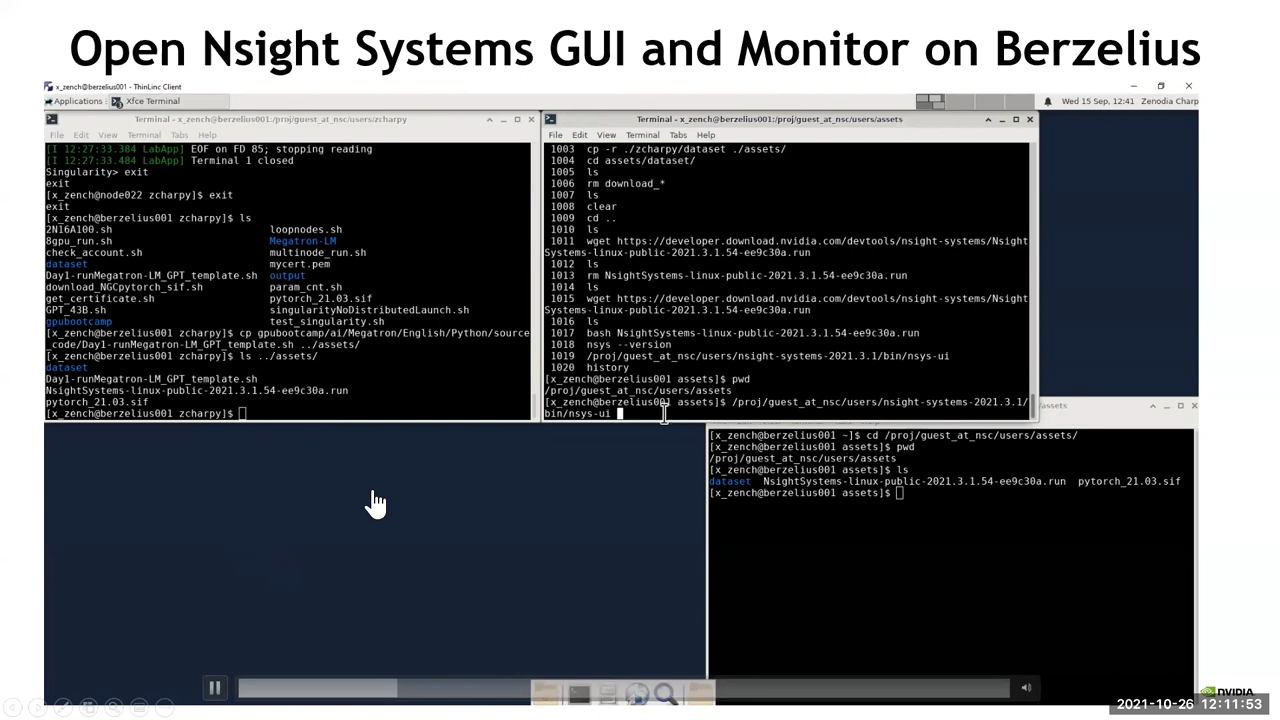 Open Nsight Systems GUI and Monitor on Berzelius
x_zench@berzelius001 - ThinLinc Client
Applications : Xfce Terminal
Wed 15 Sep, 12:41 Zenodia Charp
Terminal - x_zench@berzelius001:/proj/guest_at_nsc/users/zcharpy
File Edit View Terminal Tabs Help
[I 12:27:33.384 LabApp] EOF on FD 85; stopping reading
[I 12:27:33.484 LabApp] Terminal 1 closed
Singularity> exit
exit
[x_zench@node022 zcharpy]$ exit
exit
[x_zench@berzelius001 zcharpy]$ ls
2N16A100.sh loopnodes.sh
8gpu_run.sh Megatron-LM
check_account.sh multinode_run.sh
dataset mycert.pem
Day1-runMegatron-LM_GPT_template.sh output
download_NGCpytorch_sif.sh param_cnt.sh
get_certificate.sh pytorch_21.03.sif
GPT_43B.sh singularityNoDistributedLaunch.sh
gpubootcamp test_singularity.sh
[x_zench@berzelius001 zcharpy]$ cp gpubootcamp/ai/Megatron/English/Python/source
_code/Day1-runMegatron-LM_GPT_template.sh ../assets/
[x_zench@berzelius001 zcharpy]$ ls ../assets/
dataset
Day1-runMegatron-LM_GPT_template.sh
NsightSystems-linux-public-2021.3.1.54-ee9c30a.run
pytorch_21.03.sif
[x_zench@berzelius001 zcharpy]$
Terminal - x_zench@berzelius001:/proj/guest_at_nsc/users/assets
File Edit View Terminal Tabs Help
1003 cp -r ./zcharpy/dataset ./assets/
1004 cd assets/dataset/
1005 ls
1006 rm download_*
1007 ls
1008 clear
1009 cd ..
1010 ls
1011 wget https://developer.download.nvidia.com/devtools/nsight-systems/Nsight
Systems-linux-public-2021.3.1.54-ee9c30a.run
1012 ls
1013 rm NsightSystems-linux-public-2021.3.1.54-ee9c30a.run
1014 ls
1015 wget https://developer.download.nvidia.com/devtools/nsight-systems/Nsight
Systems-linux-public-2021.3.1.54-ee9c30a.run
1016 ls
1017 bash NsightSystems-linux-public-2021.3.1.54-ee9c30a.run
1018 nsys --version
1019 /proj/guest_at_nsc/users/nsight-systems-2021.3.1/bin/nsys-ui
1020 history
[x_zench@berzelius001 assets]$ pwd
/proj/guest_at_nsc/users/assets
[x_zench@berzelius001 assets]$ /proj/guest_at_nsc/users/nsight-systems-2021.3.1/
bin/nsys-ui
assets
[x_zench@berzelius001 ~]$ cd /proj/guest_at_nsc/users/assets/
[x_zench@berzelius001 assets]$ pwd
/proj/guest_at_nsc/users/assets
[x_zench@berzelius001 assets]$ ls
dataset NsightSystems-linux-public-2021.3.1.54-ee9c30a.run pytorch_21.03.sif
[x_zench@berzelius001 assets]$
NVIDIA
2021-10-26 12:11:53